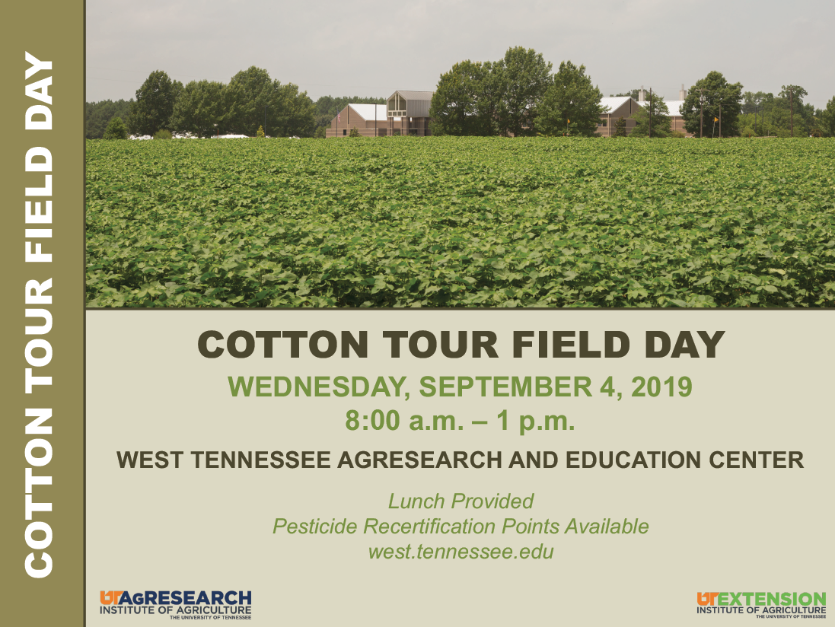 COTTON TOUR FIELD DAY
COTTON TOUR FIELD DAY
WEDNESDAY, SEPTEMBER 4, 2019
8:00 a.m. – 1 p.m.
WEST TENNESSEE AGRESEARCH AND EDUCATION CENTER
Lunch Provided
Pesticide Recertification Points Available
west.tennessee.edu
UTAGRESEARCH
INSTITUTE OF AGRICULTURE
THE UNIVERSITY OF TENNESSEE
UTEXTENSION
INSTITUTE OF AGRICULTURE
THE UNIVERSITY OF TENNESSEE